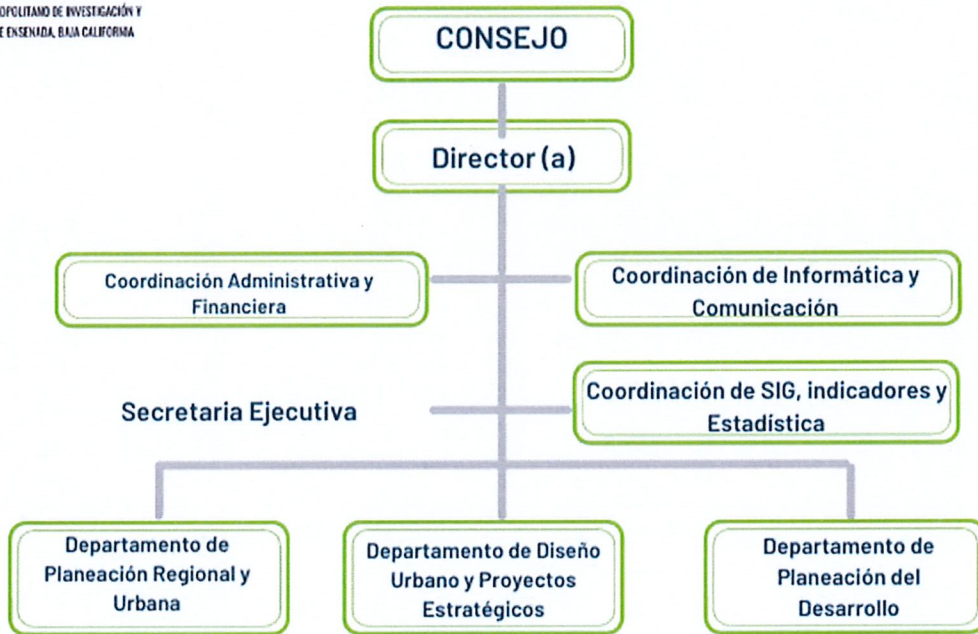 OPOLITANO DE INVESTIGACIÓN Y
E ENSENADA, BAJA CALIFORNIA
CONSEJO
Director (a)
Coordinación Administrativa y
Financiera
Coordinación de Informática y
Comunicación
Secretaria Ejecutiva
Coordinación de SIG, indicadores y
Estadística
Departamento de
Planeación Regional y
Urbana
Departamento de Diseño
Urbano y Proyectos
Estratégicos
Departamento de
Planeación del
Desarrollo